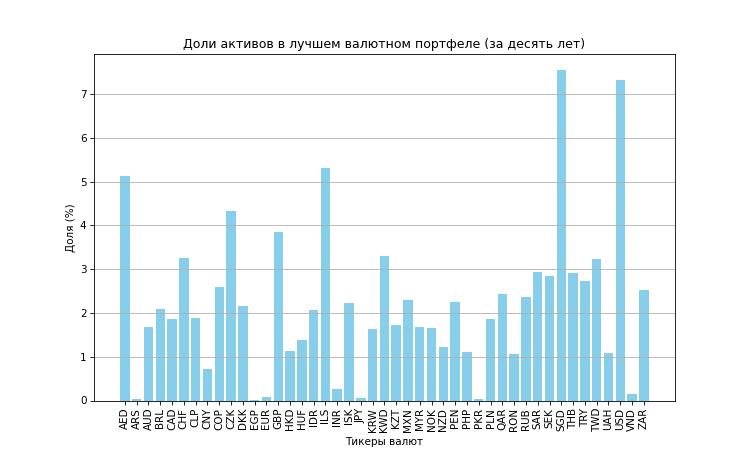 Доли активов в лучшем валютном портфеле (за десять лет)
Доля (%)
7
6
5
4
3
2
1
0
AED ARS AUD BRL CAD CHF CLP CNY COP CZK DKK EGP EUR GBP HKD HUF IDR ILS INR ISK JPY KRW KWD KZT MXN MYR NOK NZD PEN PHP PKR PLN QAR RON RUB SAR SEK SGD THB TRY TWD UAH USD VND ZAR
Тикеры валют